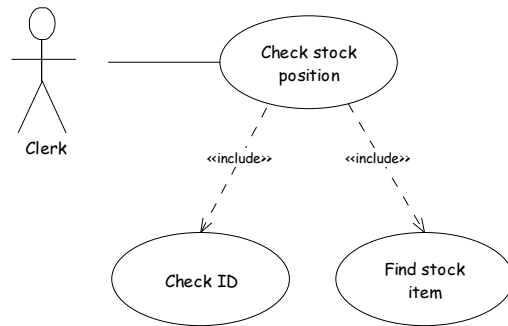 Check stock
position
Clerk
<<include>>
<<include>>
Check ID
Find stock
item